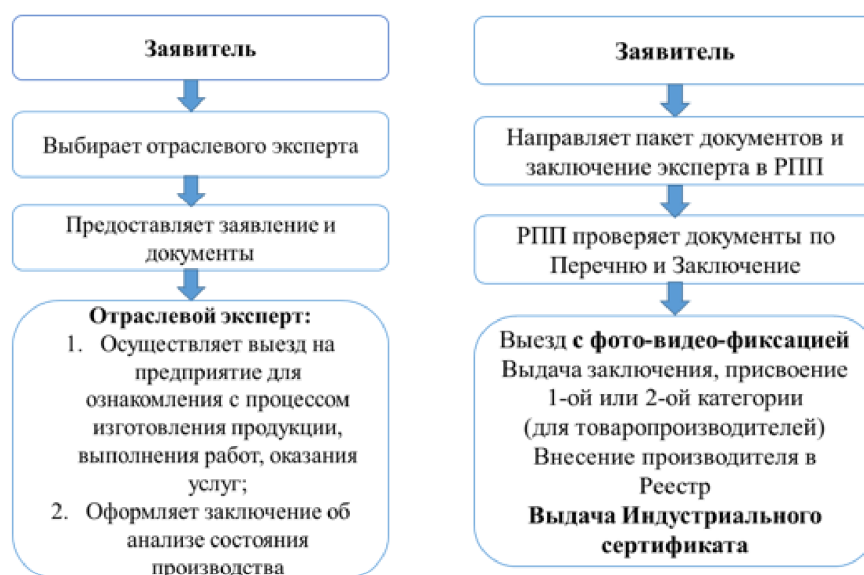 Заявитель
Выбирает отраслевого эксперта
Предоставляет заявление и
документы
Отраслевой эксперт:
1. Осуществляет выезд на
предприятие для
ознакомления с процессом
изготовления продукции,
выполнения работ, оказания
услуг;
2. Оформляет заключение об
анализе состояния
производства
Заявитель
Направляет пакет документов и
заключение эксперта в РПП
РПП проверяет документы по
Перечню и Заключение
Выезд с фото-видео-фиксацией
Выдача заключения, присвоение
1-ой или 2-ой категории
(для товаропроизводителей)
Внесение производителя в
Реестр
Выдача Индустриального
сертификата